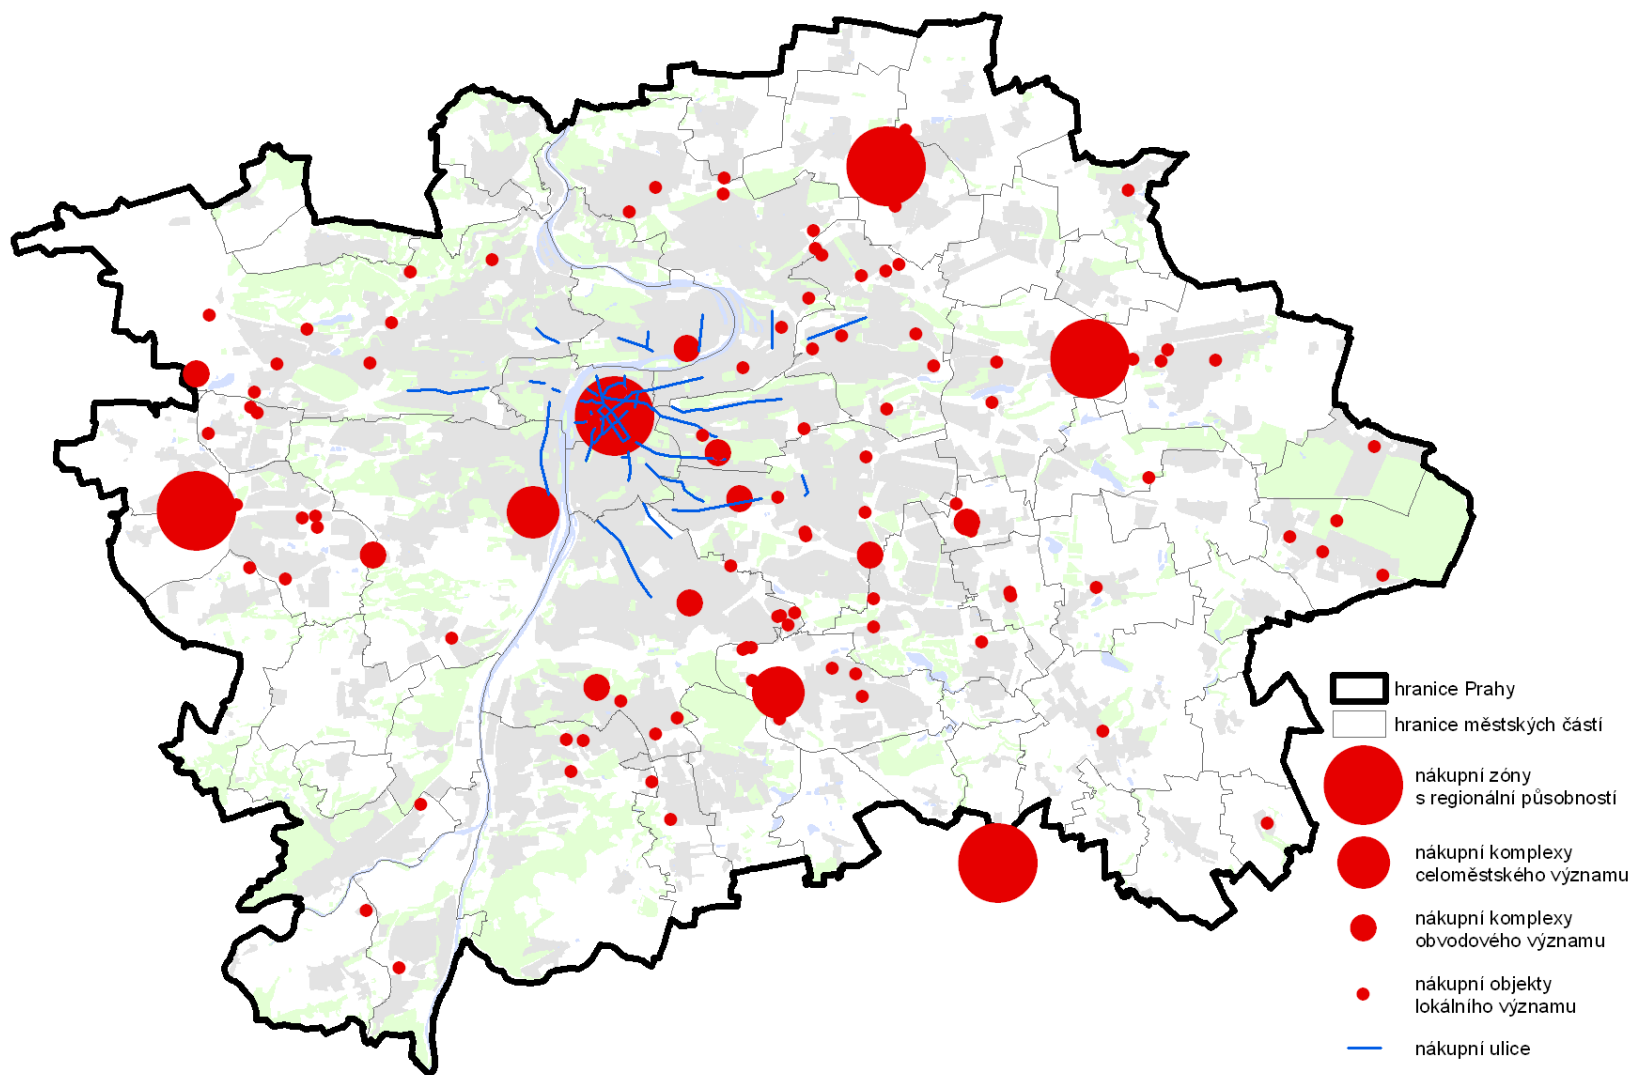 hranice Prahy
hranice městských částí
nákupní zóny
s regionální působností
nákupní komplexy
celoměstského významu
nákupní komplexy
obvodového významu
nákupní objekty
lokálního významu
nákupní ulice